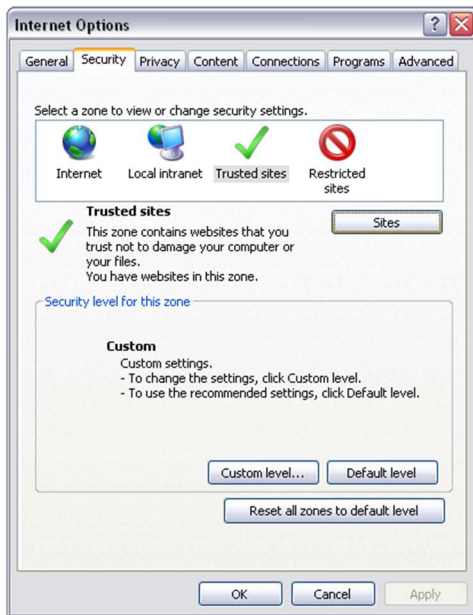 Internet Options
?
General Security Privacy Content Connections Programs Advanced
Select a zone to view or change security settings.
Internet Local intranet Trusted sites Restricted sites
Trusted sites
Sites
This zone contains websites that you
trust not to damage your computer or
your files.
You have websites in this zone.
Security level for this zone
Custom
Custom settings.
- To change the settings, click Custom level.
- To use the recommended settings, click Default level.
Custom level... Default level
Reset all zones to default level
OK Cancel Apply